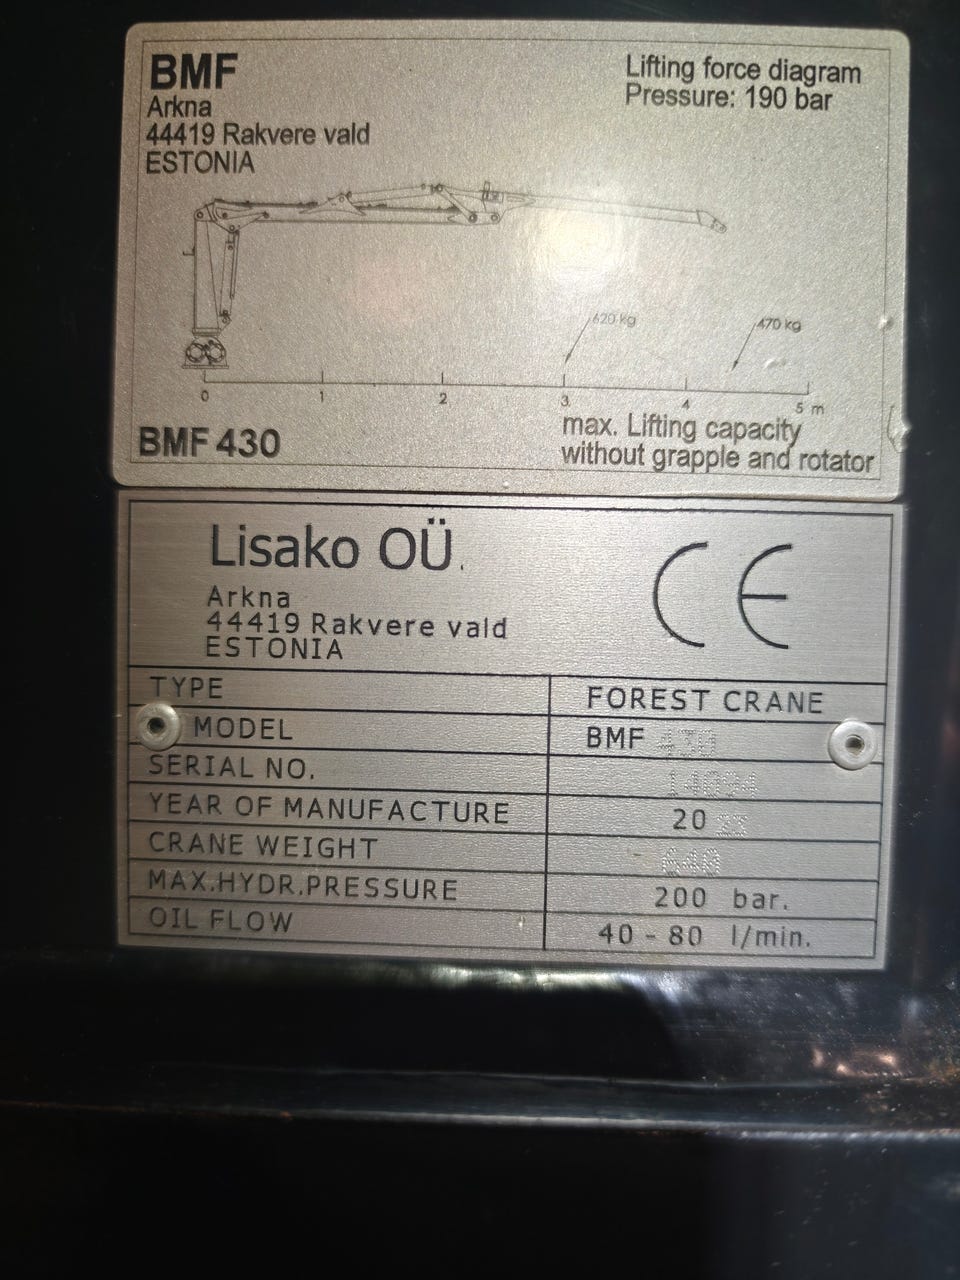 BMF
Arkna
44419 Rakvere vald
ESTONIA
Lifting force diagram
Pressure: 190 bar
620 kg
470 kg
0 1 2 3 4 5 m
BMF 430
max. Lifting capacity
without grapple and rotator
Lisako OÜ.
Arkna
44419 Rakvere vald
ESTONIA
CE
TYPE FOREST CRANE
MODEL BMF 430
SERIAL NO.
YEAR OF MANUFACTURE 20
CRANE WEIGHT
MAX.HYDR.PRESSURE 200 bar.
OIL FLOW 40 - 80 l/min.